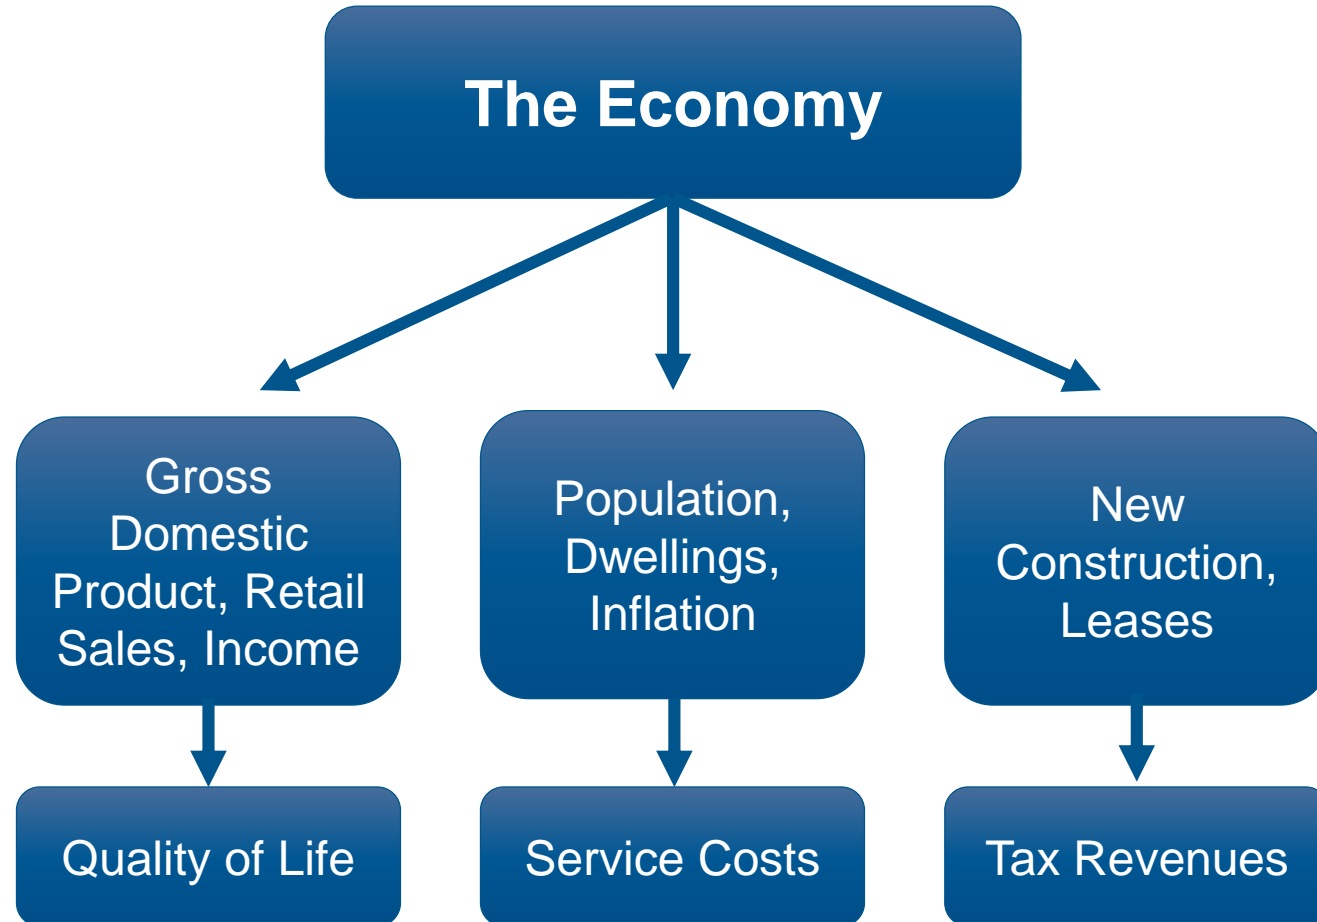 The Economy
Gross
Domestic
Product, Retail
Sales, Income
Population,
Dwellings,
Inflation
New
Construction,
Leases
Quality of Life
Service Costs
Tax Revenues